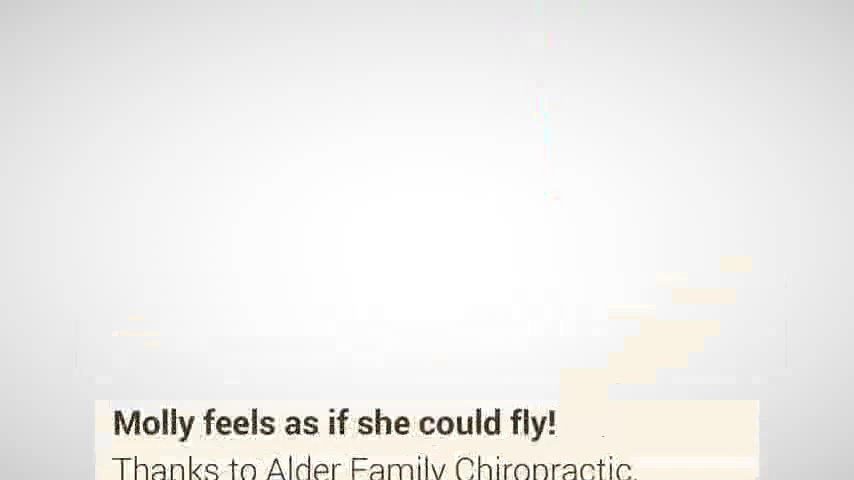 Molly feels as if she could fly!
Thanks to Alder Family Chiropractic.